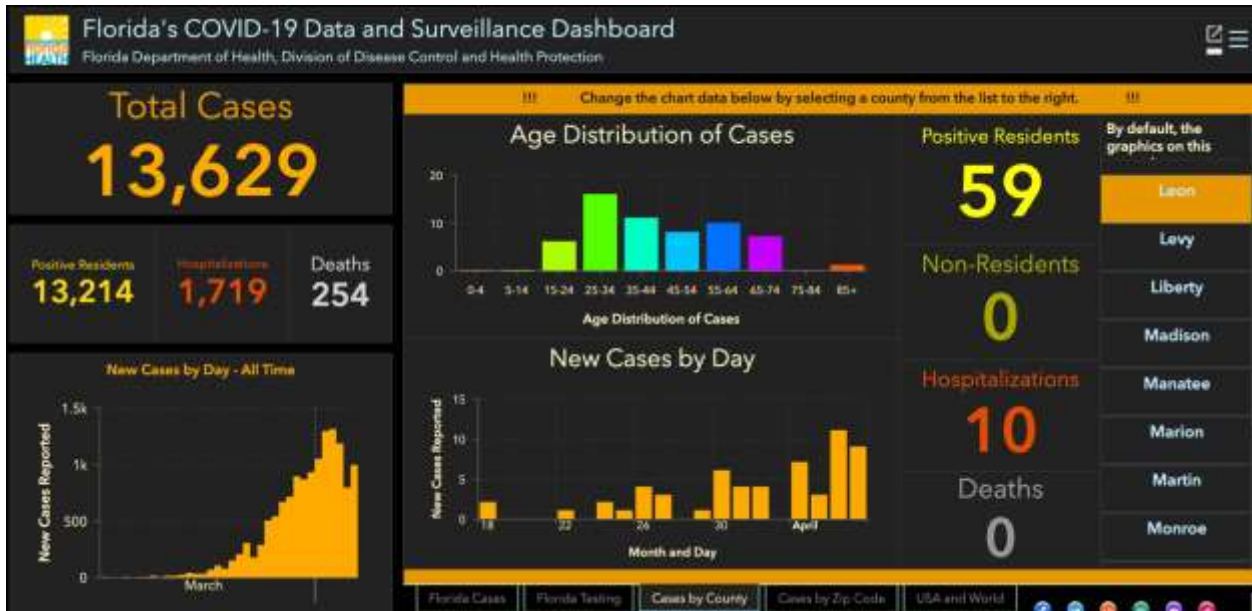 Florida's COVID-19 Data and Surveillance Dashboard
Florida Department of Health, Division of Disease Control and Health Protection
FLORIDA
HEALTH
Total Cases
13,629
Positive Residents
13,214
Hospitalizations
1,719
Deaths
254
New Cases by Day - All Time
New Cases Reported
1.5k
1k
500
0
March
!!! Change the chart data below by selecting a county from the list to the right. !!!
Age Distribution of Cases
20
10
0
0-4 5-14 15-24 25-34 35-44 45-54 55-64 65-74 75-84 85+
Age Distribution of Cases
New Cases by Day
New Cases Reported
15
10
5
0
18 22 26 30 April
Month and Day
Positive Residents
59
Non-Residents
0
Hospitalizations
10
Deaths
0
By default, the
graphics on this
Leon
Levy
Liberty
Madison
Manatee
Marion
Martin
Monroe
Florida Cases Florida Testing Cases by County Cases by Zip Code USA and World